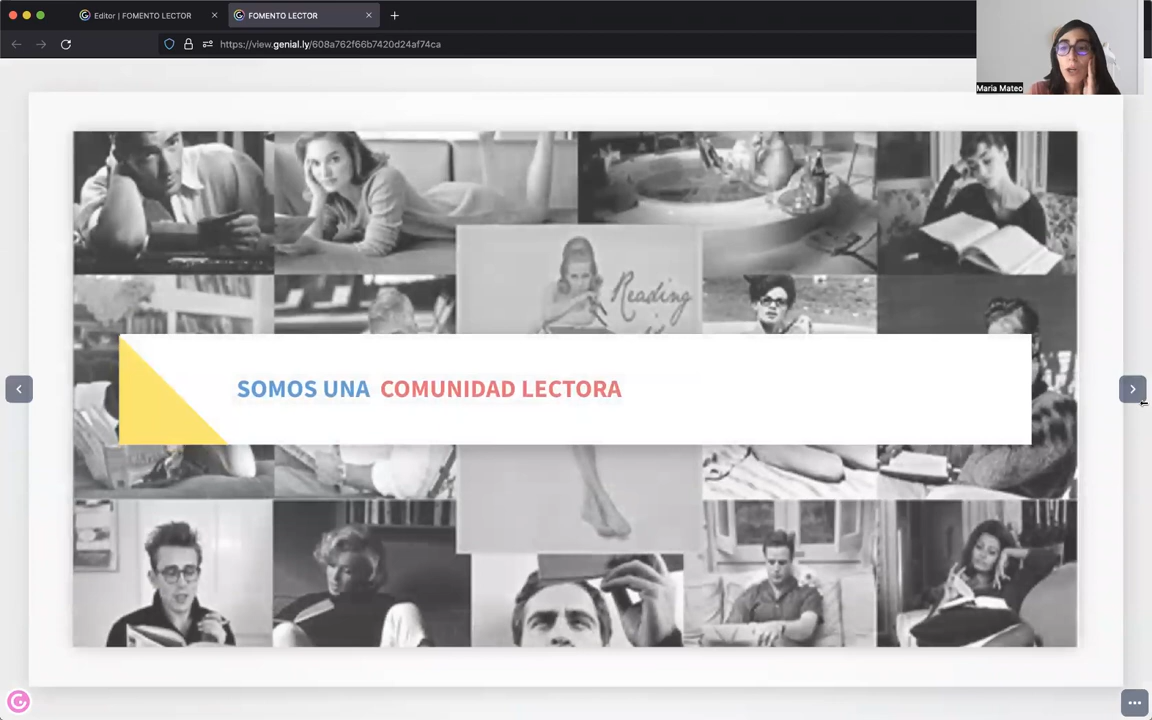 Editor | FOMENTO LECTOR
FOMENTO LECTOR
https://view.genial.ly/608a762f66b7420d24af74ca
Maria Mateo
Reading
SOMOS UNA COMUNIDAD LECTORA